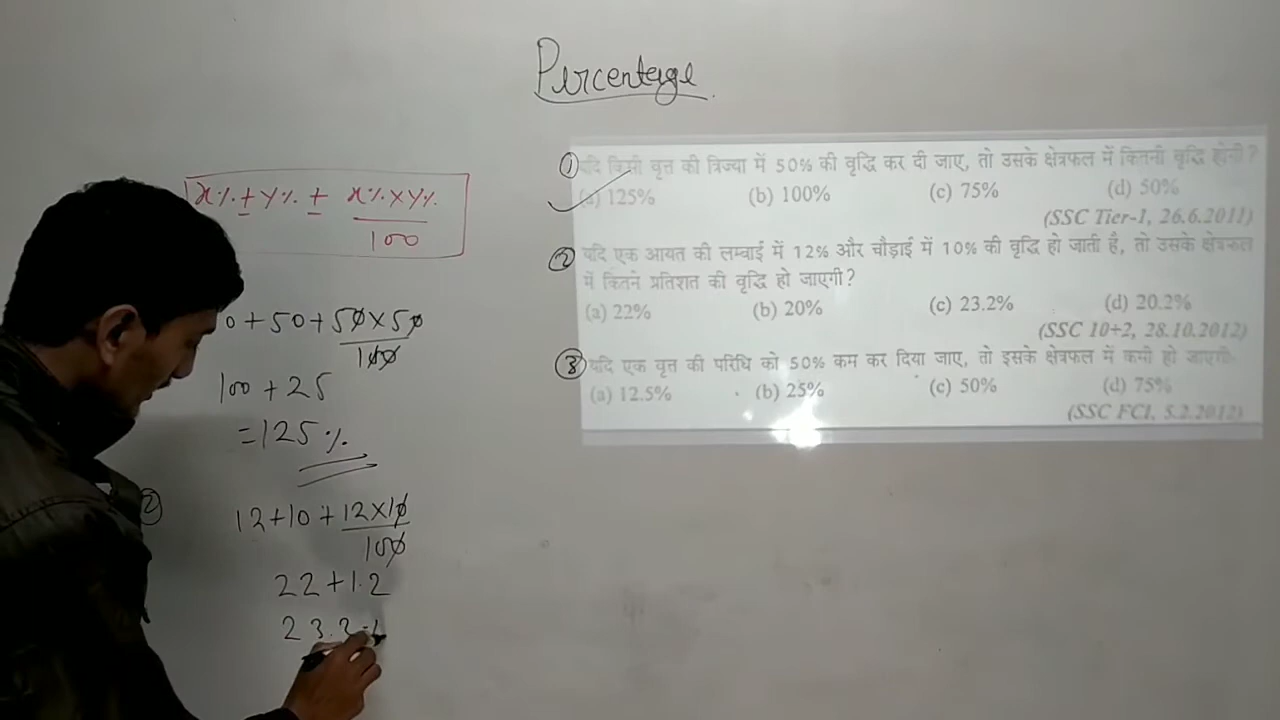 Percentage
x% ± y% ± x% × y% / 100
0 + 50 + 50 × 50 / 100
100 + 25
= 125%
② 12 + 10 + 12 × 10 / 100
22 + 1.2
23.2%
① यदि किसी वृत्त की त्रिज्या में 50% की वृद्धि कर दी जाए, तो उसके क्षेत्रफल में कितनी वृद्धि होगी?
(a) 125% (b) 100% (c) 75% (d) 50%
(SSC Tier-1, 26.6.2011)
② यदि एक आयत की लम्बाई में 12% और चौड़ाई में 10% की वृद्धि हो जाती है, तो उसके क्षेत्रफल
में कितने प्रतिशत की वृद्धि हो जाएगी?
(a) 22% (b) 20% (c) 23.2% (d) 20.2%
(SSC 10+2, 28.10.2012)
③ यदि एक वृत्त की परिधि को 50% कम कर दिया जाए, तो इसके क्षेत्रफल में कमी हो जाएगी
(a) 12.5% (b) 25% (c) 50% (d) 75%
(SSC FCI, 5.2.2012)